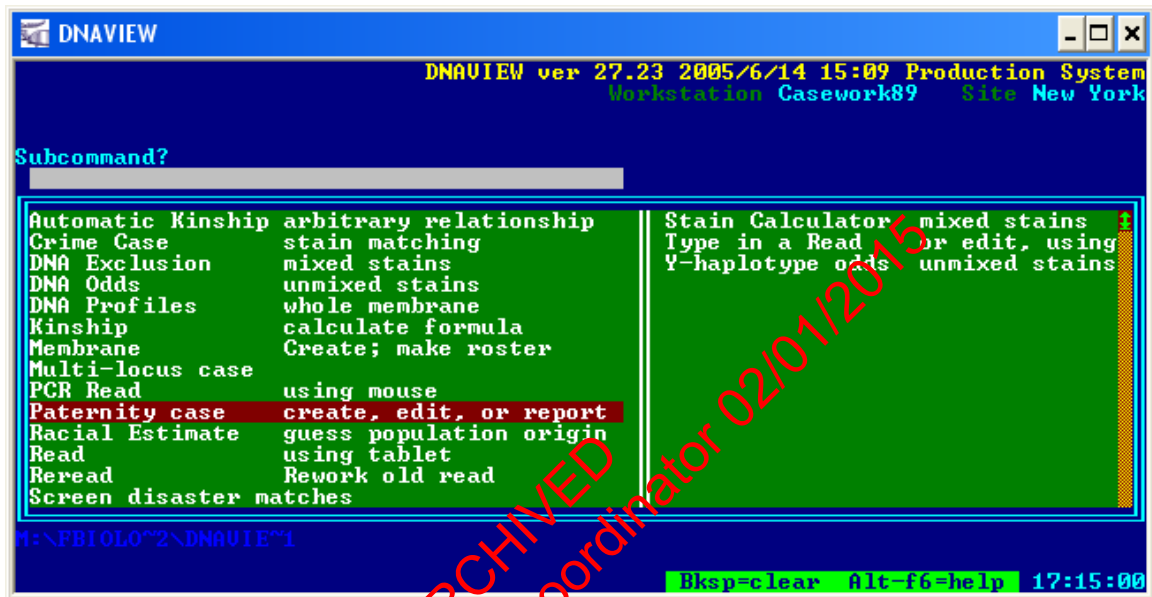 DNAVIEW
DNAVIEW ver 27.23 2005/6/14 15:09 Production System
Workstation Casework89 Site New York
Subcommand?
Automatic Kinship arbitrary relationship
Crime Case stain matching
DNA Exclusion mixed stains
DNA Odds unmixed stains
DNA Profiles whole membrane
Kinship calculate formula
Membrane Create; make roster
Multi-locus case
PCR Read using mouse
Paternity case create, edit, or report
Racial Estimate guess population origin
Read using tablet
Reread Rework old read
Screen disaster matches
Stain Calculator mixed stains
Type in a Read or edit, using
Y-haplotype odds unmixed stains
M:\FBIOLO~2\DNAVIE~1
Bksp=clear Alt-f6=help 17:15:00
02/01/2015